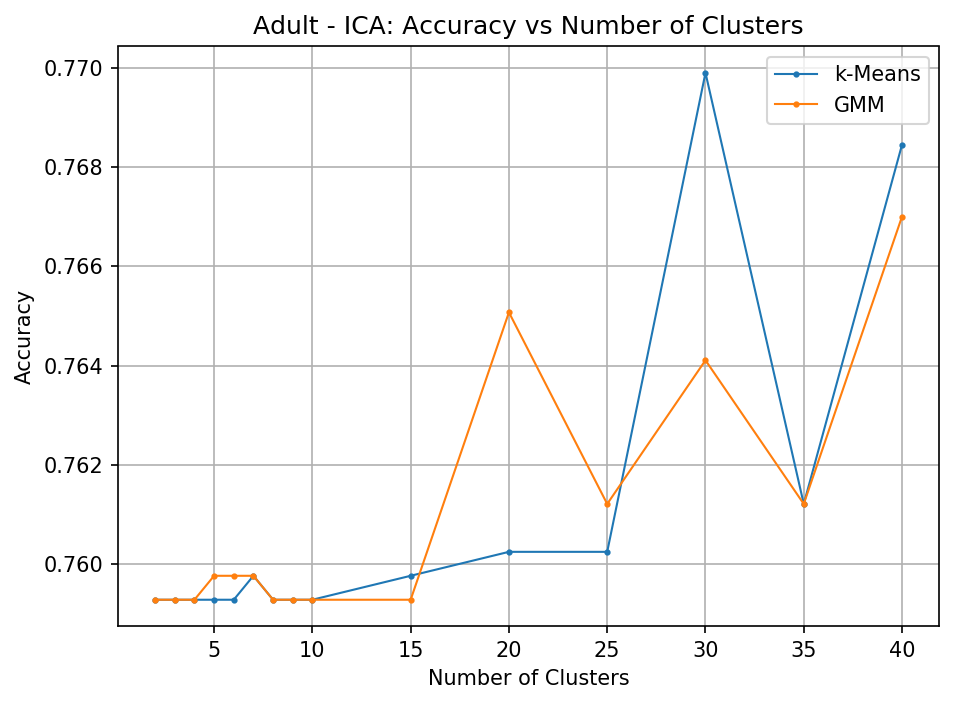 Adult - ICA: Accuracy vs Number of Clusters
k-Means
GMM
Accuracy
0.770
0.768
0.766
0.764
0.762
0.760
5 10 15 20 25 30 35 40
Number of Clusters